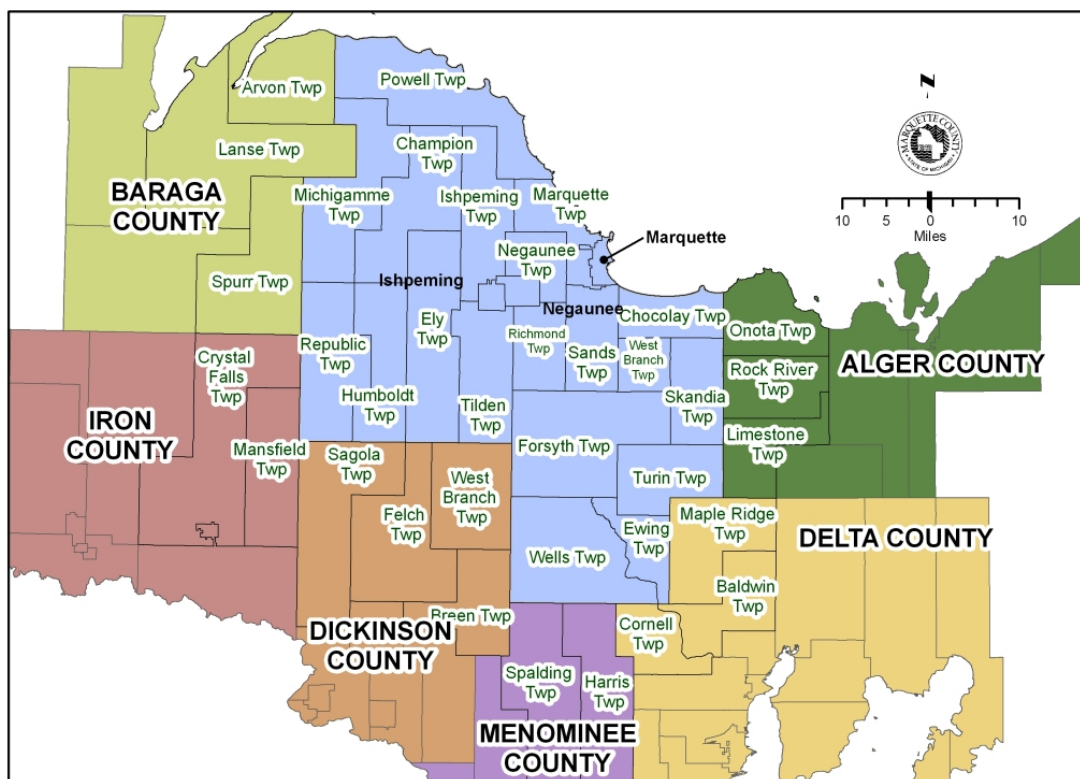 Arvon Twp
Powell Twp
N
Lanse Twp
Champion
Twp
MARQUETTE COUNTY
STATE OF MICHIGAN
BARAGA
COUNTY
Michigamme
Twp
Ishpeming
Twp
Marquette
Twp
10 5 0 10
Miles
Marquette
Negaunee
Twp
Spurr Twp
Ishpeming
Negaunee
Ely
Twp
Chocolay Twp
Onota Twp
Richmond
Twp
Republic
Twp
Sands
Twp
West
Branch
Twp
Crystal
Falls
Twp
ALGER COUNTY
Rock River
Twp
Humboldt
Twp
Tilden
Twp
Skandia
Twp
IRON
COUNTY
Mansfield
Twp
Sagola
Twp
Forsyth Twp
Limestone
Twp
West
Branch
Twp
Turin Twp
Felch
Twp
Maple Ridge
Twp
DELTA COUNTY
Ewing
Twp
Wells Twp
Baldwin
Twp
Breen Twp
Cornell
Twp
DICKINSON
COUNTY
Spalding
Twp
Harris
Twp
MENOMINEE
COUNTY